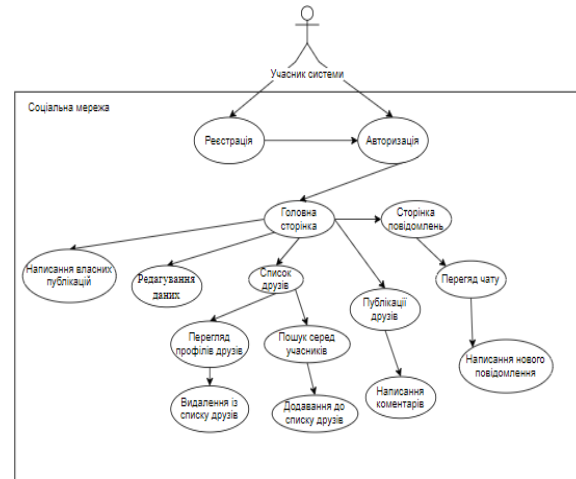 Учасник системи
Соціальна мережа
Реєстрація
Авторизація
Головна
сторінка
Сторінка
повідомлень
Написання власних
публікацій
Редагування
даних
Список
друзів
Публікації
друзів
Перегяд чату
Перегляд
профілів друзів
Пошук серед
учасників
Написання нового
повідомлення
Видалення із
списку друзів
Додавання до
списку друзів
Написання
коментарів